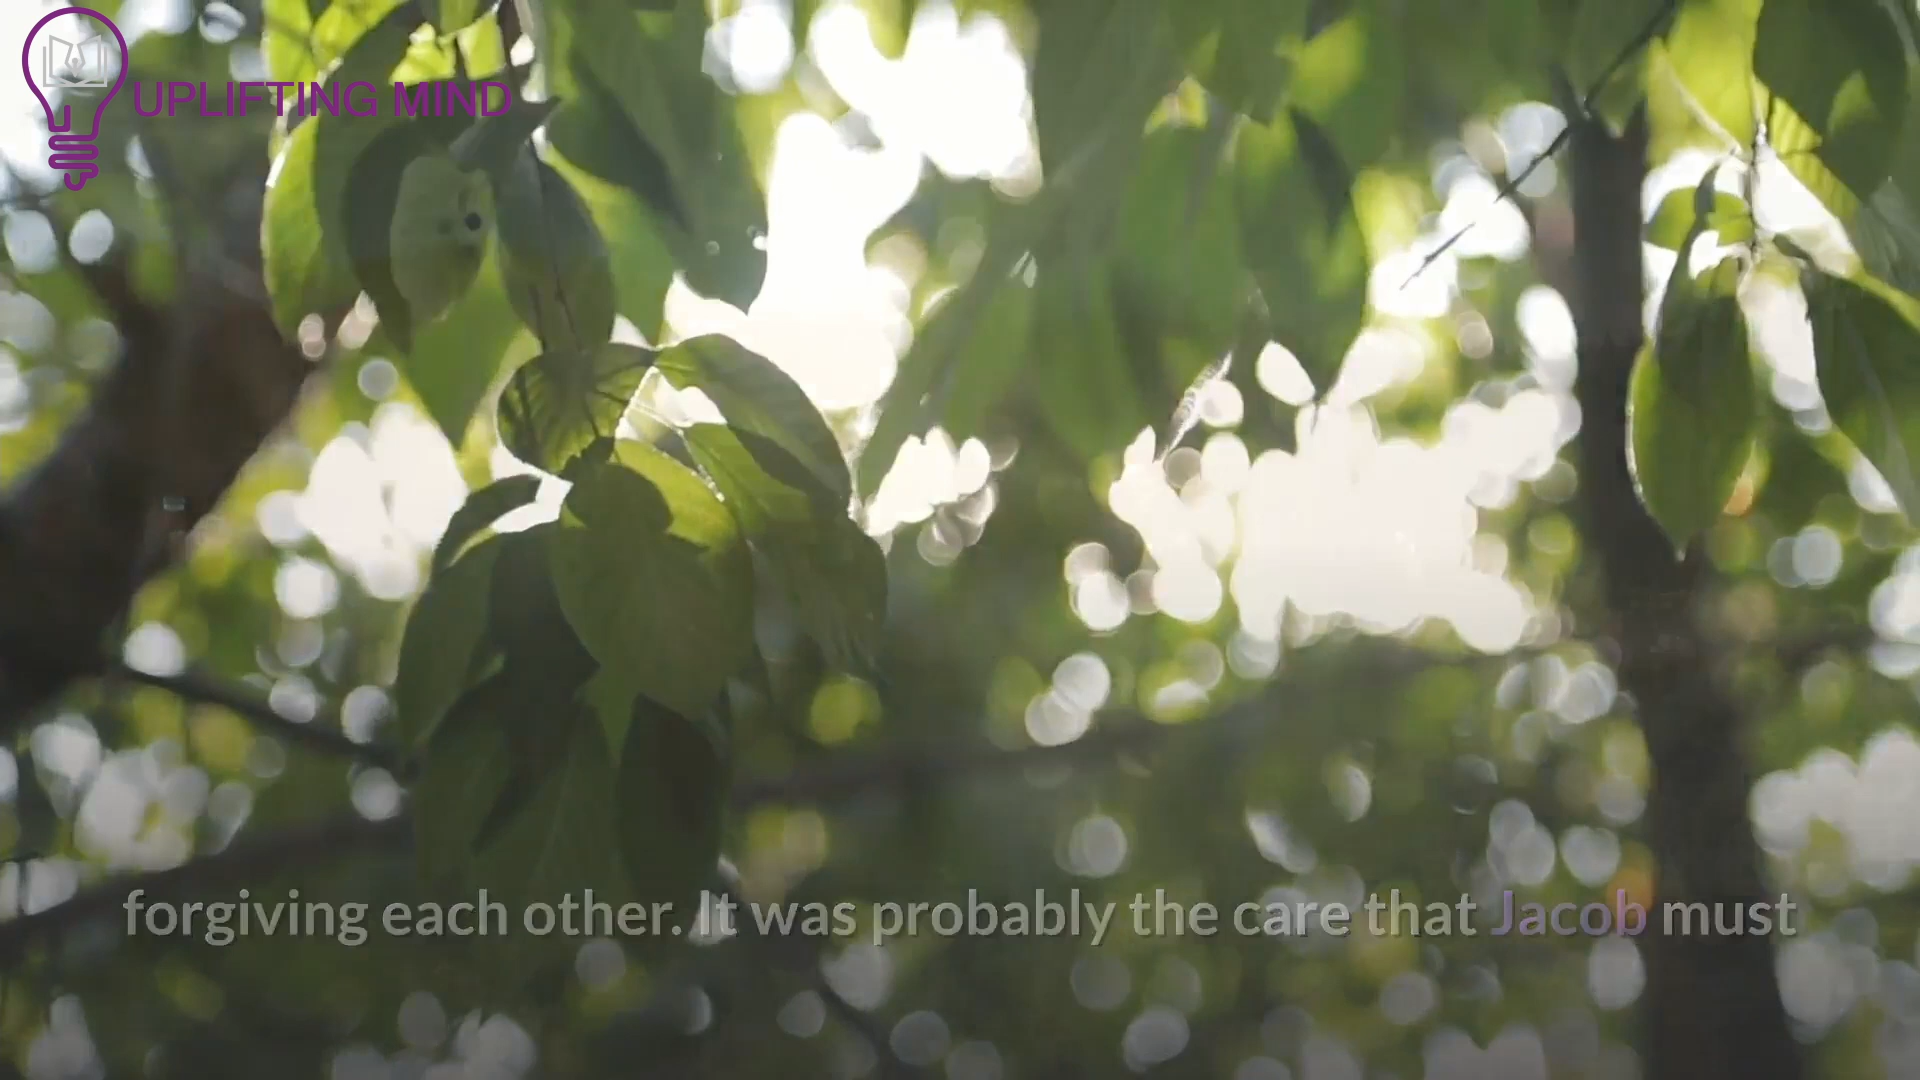 UPLIFTING MIND
forgiving each other. It was probably the care that Jacob must